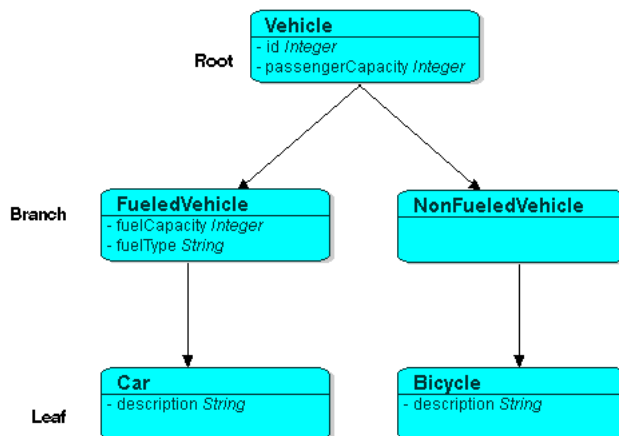 Vehicle
- id Integer
- passengerCapacity Integer
Root
FueledVehicle
- fuelCapacity Integer
- fuelType String
NonFueledVehicle
Branch
Car
- description String
Bicycle
- description String
Leaf